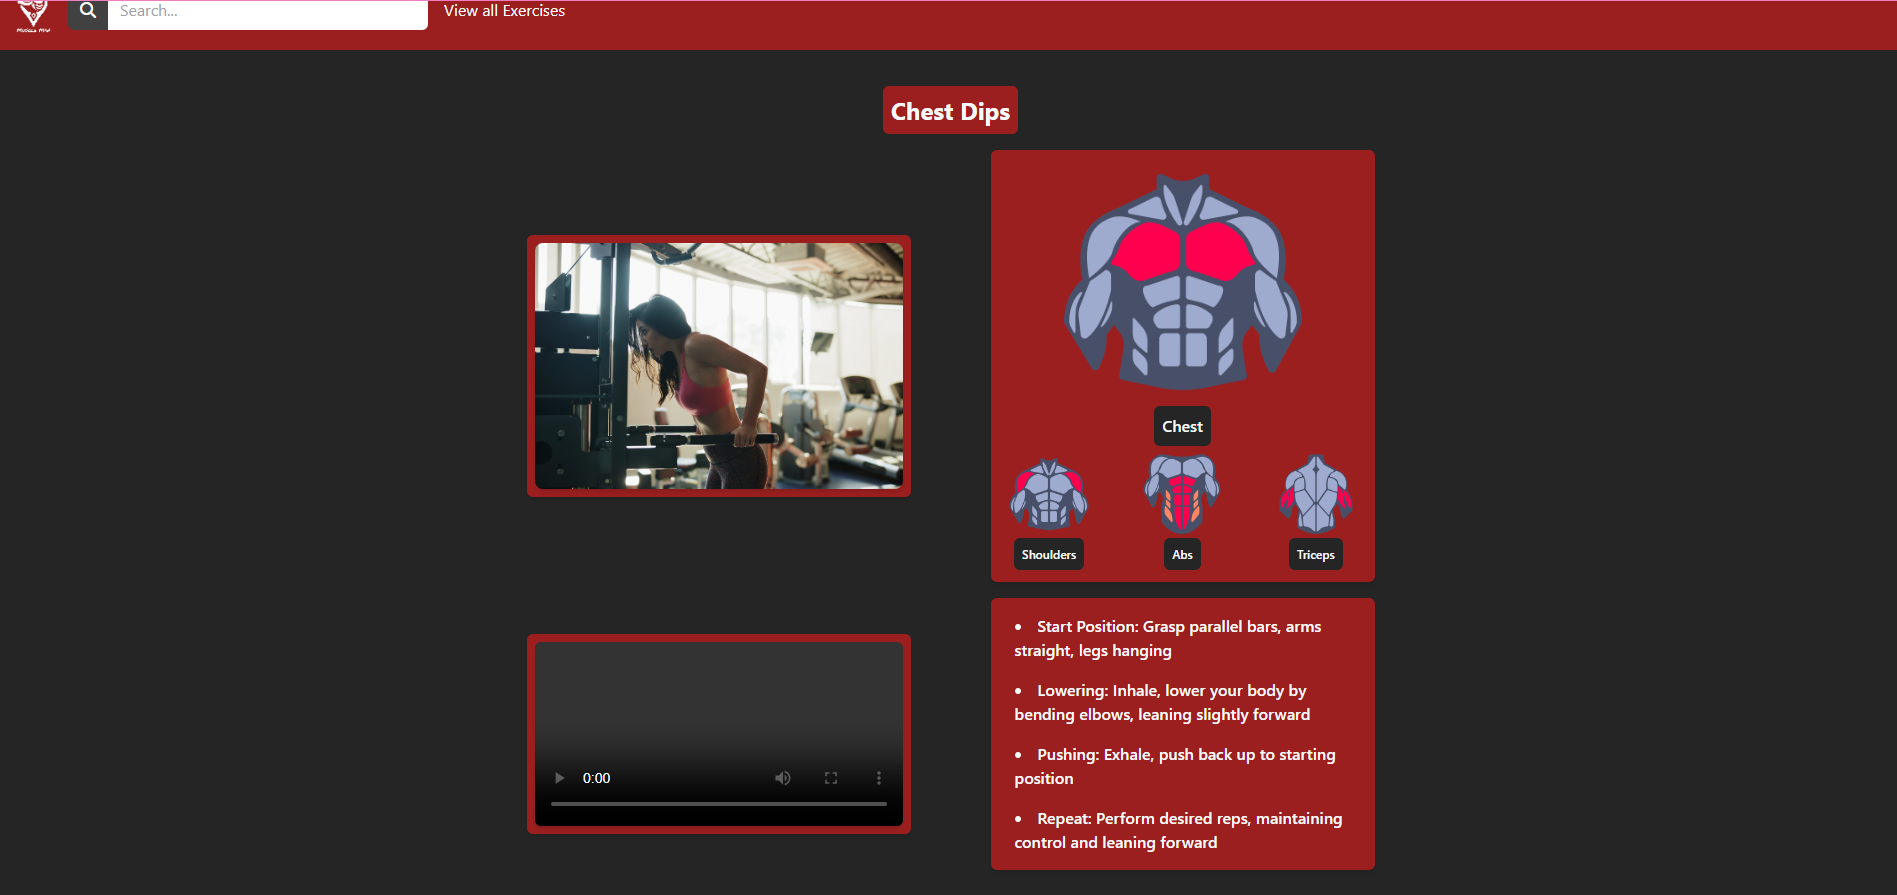 Muscle Map
Search...
View all Exercises
Chest Dips
Chest
Shoulders
Abs
Triceps
0:00
• Start Position: Grasp parallel bars, arms
straight, legs hanging
• Lowering: Inhale, lower your body by
bending elbows, leaning slightly forward
• Pushing: Exhale, push back up to starting
position
• Repeat: Perform desired reps, maintaining
control and leaning forward